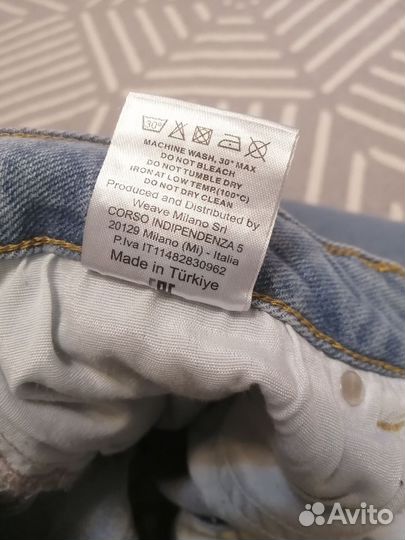 30°
MACHINE WASH, 30° MAX
DO NOT BLEACH
DO NOT TUMBLE DRY
IRON AT LOW TEMP.(100°C)
DO NOT DRY CLEAN
Produced and Distributed by
Weave Milano Srl
CORSO INDIPENDENZA 5
20129 Milano (Mi) - Italia
P.Iva IT11482830962
Made in Türkiye
EAC
Avito